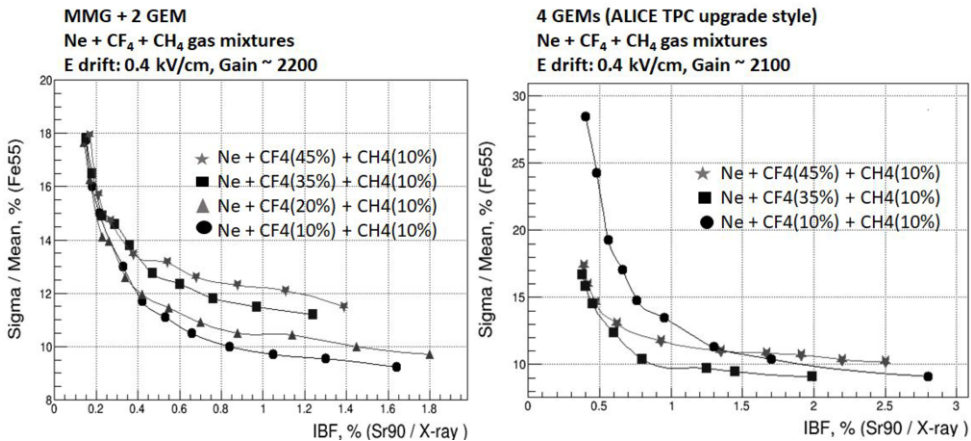 MMG + 2 GEM
Ne + CF₄ + CH₄ gas mixtures
E drift: 0.4 kV/cm, Gain ~ 2200
Sigma / Mean, % (Fe55)
20
18
16
14
12
10
8
Ne + CF4(45%) + CH4(10%)
Ne + CF4(35%) + CH4(10%)
Ne + CF4(20%) + CH4(10%)
Ne + CF4(10%) + CH4(10%)
0 0.2 0.4 0.6 0.8 1 1.2 1.4 1.6 1.8
IBF, % (Sr90 / X-ray )
4 GEMs (ALICE TPC upgrade style)
Ne + CF₄ + CH₄ gas mixtures
E drift: 0.4 kV/cm, Gain ~ 2100
Sigma / Mean, % (Fe55)
30
25
20
15
10
Ne + CF4(45%) + CH4(10%)
Ne + CF4(35%) + CH4(10%)
Ne + CF4(10%) + CH4(10%)
0 0.5 1 1.5 2 2.5 3
IBF, % (Sr90 / X-ray )